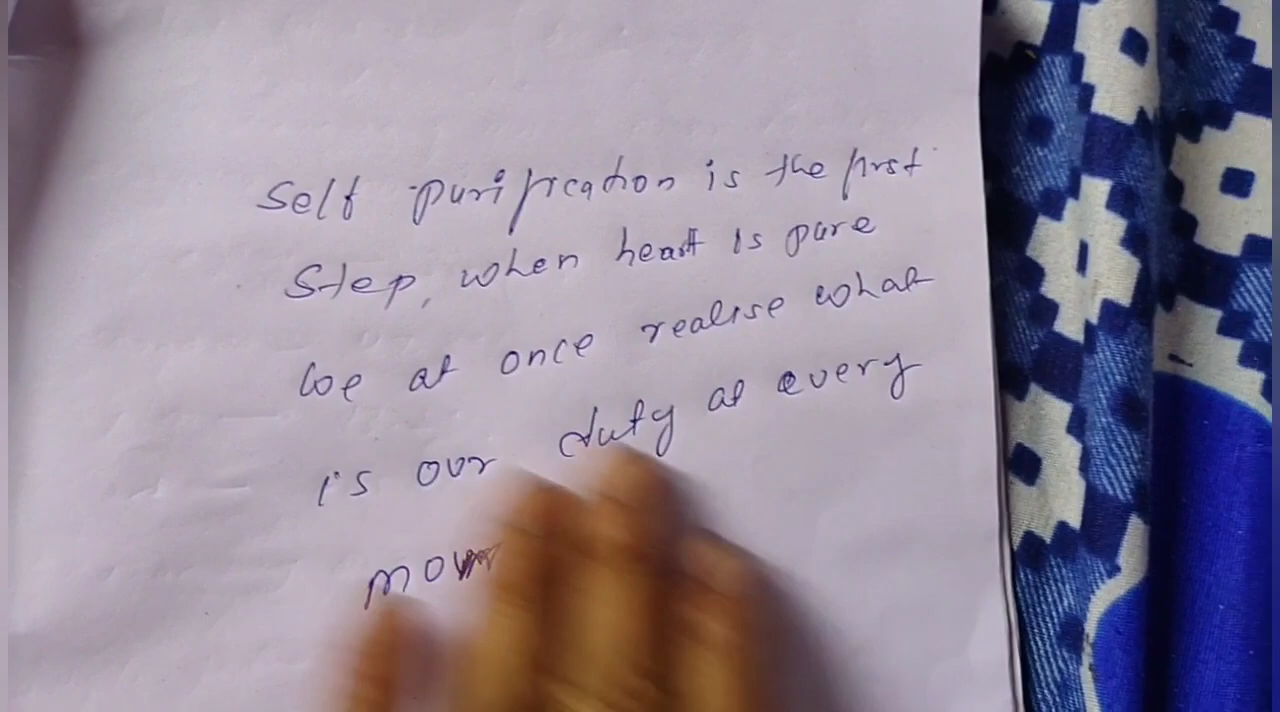 Self purification is the first
Step, when heart is pure
we at once realise what
is our duty at every